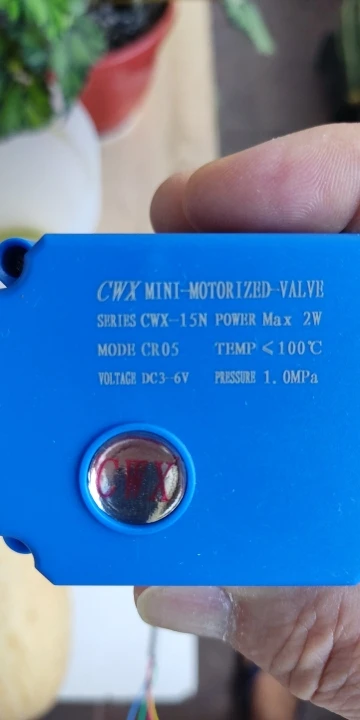 CWX MINI-MOTORIZED-VALVE
SERIES CWX-15N POWER Max 2W
MODE CR05 TEMP ≤100℃
VOLTAGE DC3-6V PRESSURE 1.0MPa
CWX